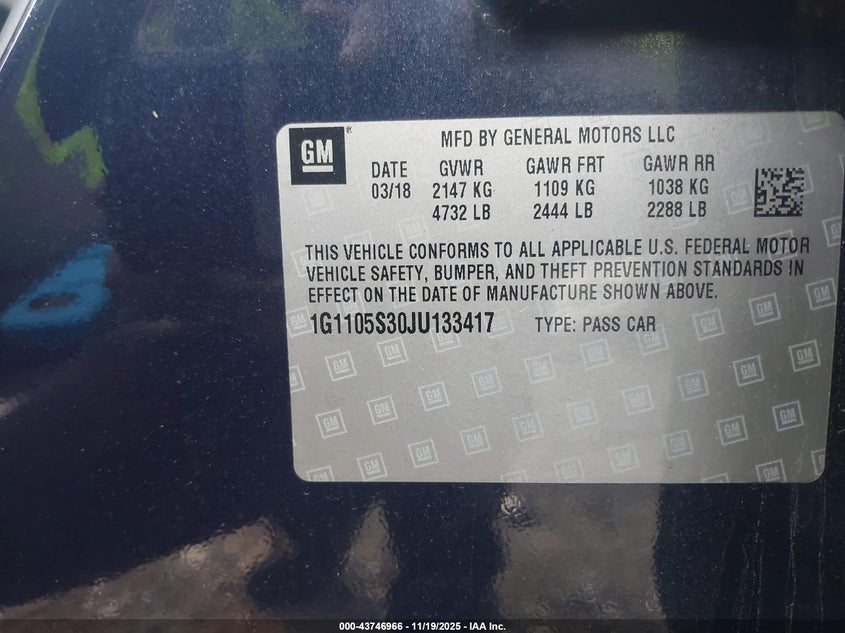 GM
®
MFD BY GENERAL MOTORS LLC
DATE GVWR GAWR FRT GAWR RR
03/18 2147 KG 1109 KG 1038 KG
4732 LB 2444 LB 2288 LB
THIS VEHICLE CONFORMS TO ALL APPLICABLE U.S. FEDERAL MOTOR
VEHICLE SAFETY, BUMPER, AND THEFT PREVENTION STANDARDS IN
EFFECT ON THE DATE OF MANUFACTURE SHOWN ABOVE.
1G1105S30JU133417 TYPE: PASS CAR
000-43746966 - 11/19/2025 - IAA Inc.